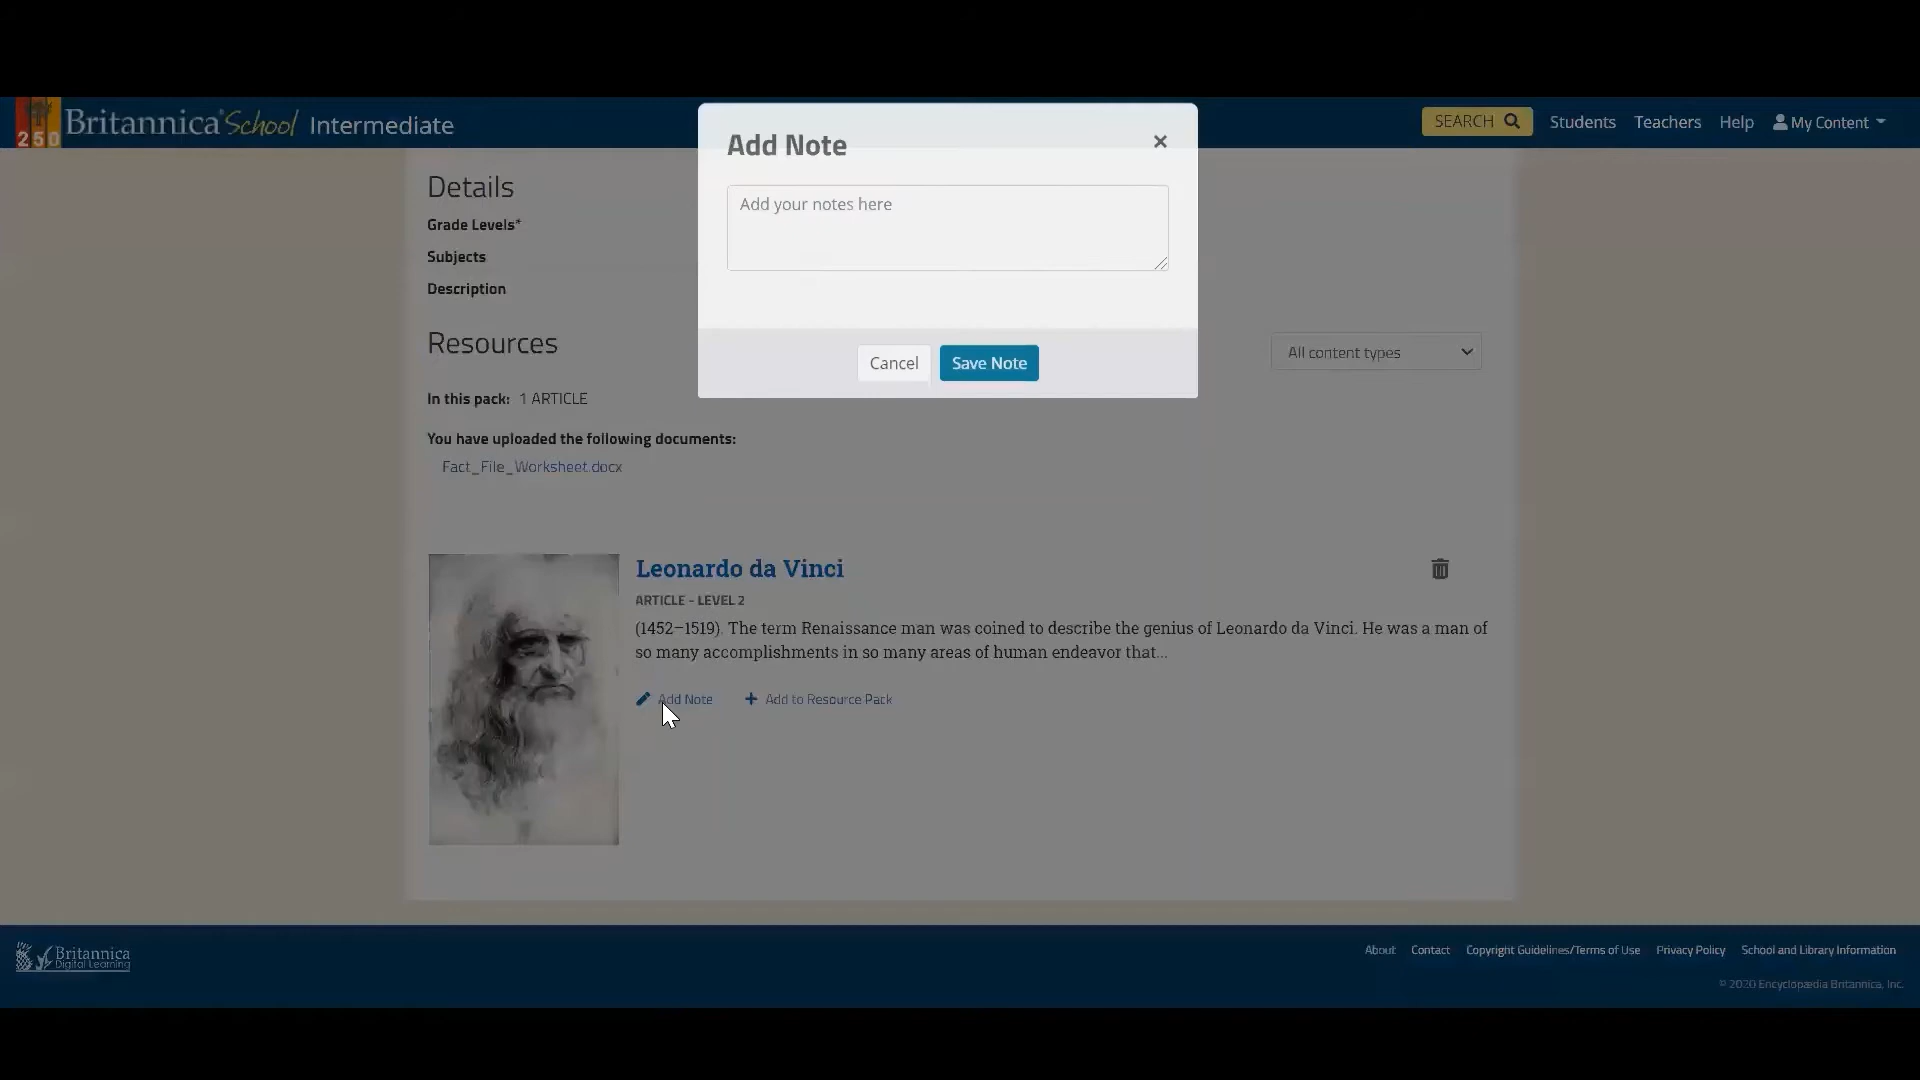 250 Britannica School Intermediate
SEARCH Students Teachers Help My Content
Add Note ×
Add your notes here
Cancel Save Note
Details
Grade Levels*
Subjects
Description
Resources
All content types
In this pack: 1 ARTICLE
You have uploaded the following documents:
Fact_File_Worksheet.docx
Leonardo da Vinci
ARTICLE - LEVEL 2
(1452–1519). The term Renaissance man was coined to describe the genius of Leonardo da Vinci. He was a man of
so many accomplishments in so many areas of human endeavor that...
Add Note + Add to Resource Pack
Britannica
Digital Learning
About Contact Copyright Guidelines/Terms of Use Privacy Policy School and Library Information
© 2020 Encyclopædia Britannica, Inc.